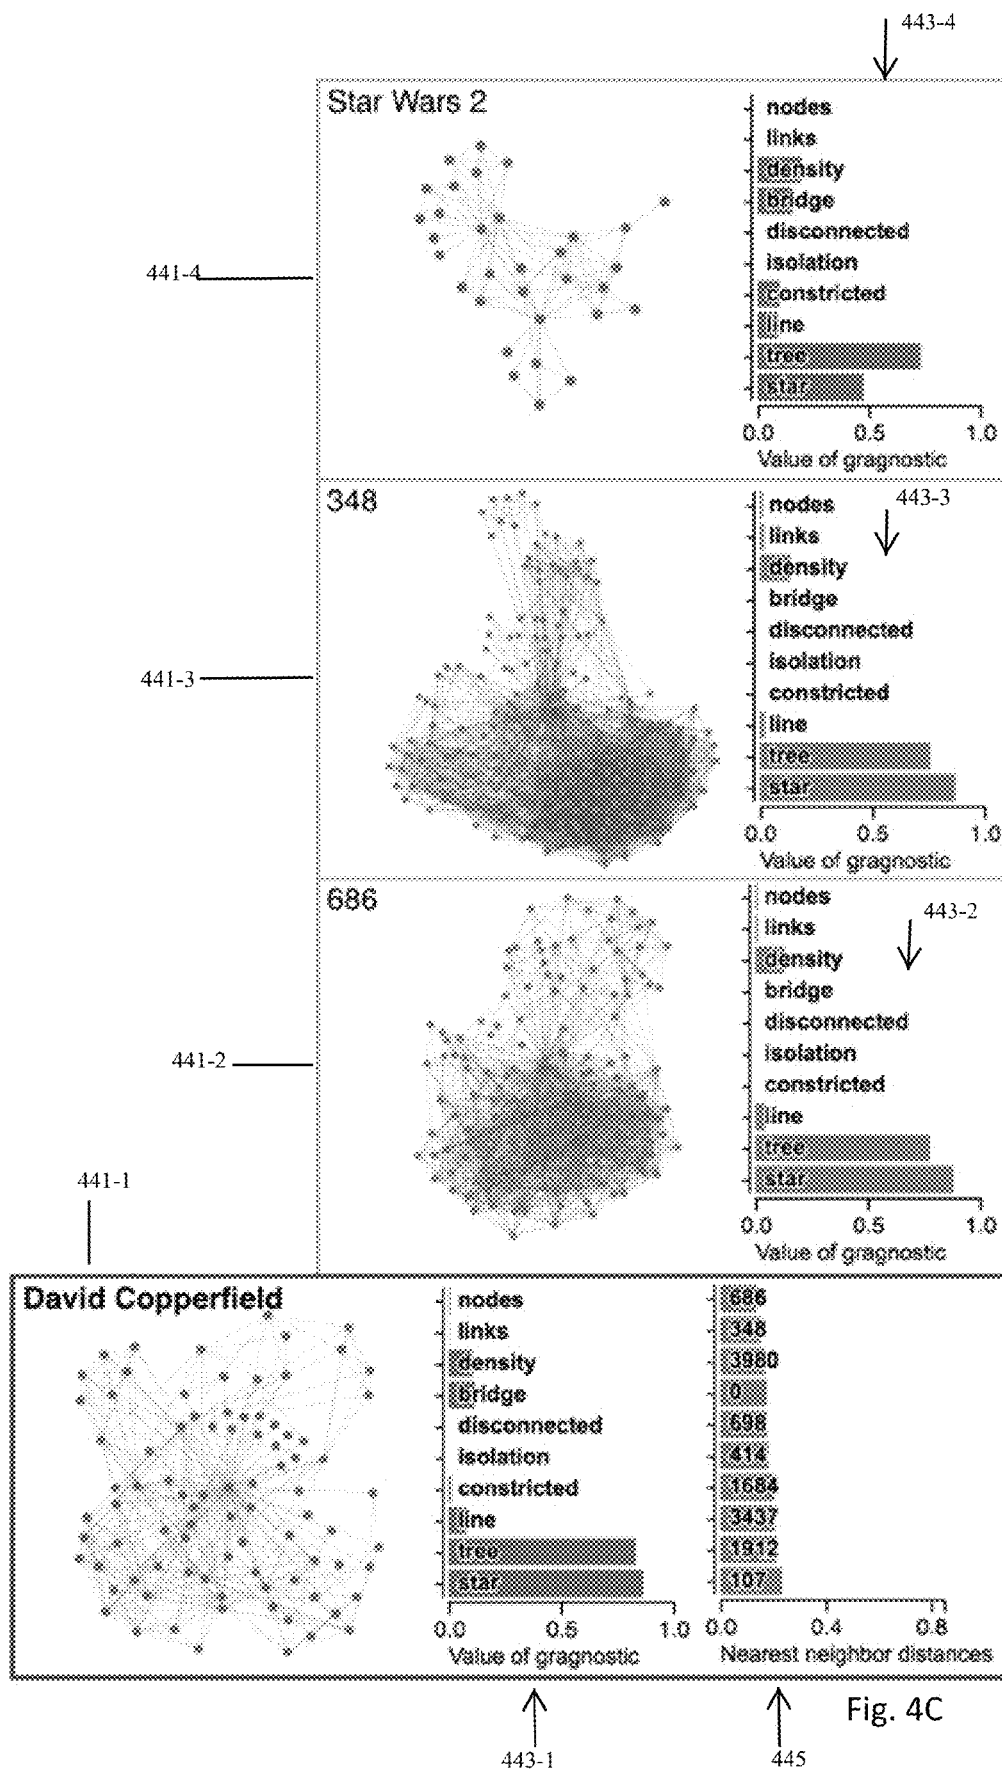 443-4
Star Wars 2
nodes
links
density
bridge
disconnected
isolation
constricted
line
tree
star
0.0 0.5 1.0
Value of gragnostic
441-4
348
443-3
nodes
links
density
bridge
disconnected
isolation
constricted
line
tree
star
0.0 0.5 1.0
Value of gragnostic
441-3
686
443-2
nodes
links
density
bridge
disconnected
isolation
constricted
line
tree
star
0.0 0.5 1.0
Value of gragnostic
441-2
441-1
David Copperfield
nodes
links
density
bridge
disconnected
isolation
constricted
line
tree
star
0.0 0.5 1.0
Value of gragnostic
686
348
3980
0
698
414
1684
3437
1912
107
0.0 0.4 0.8
Nearest neighbor distances
443-1
445
Fig. 4C